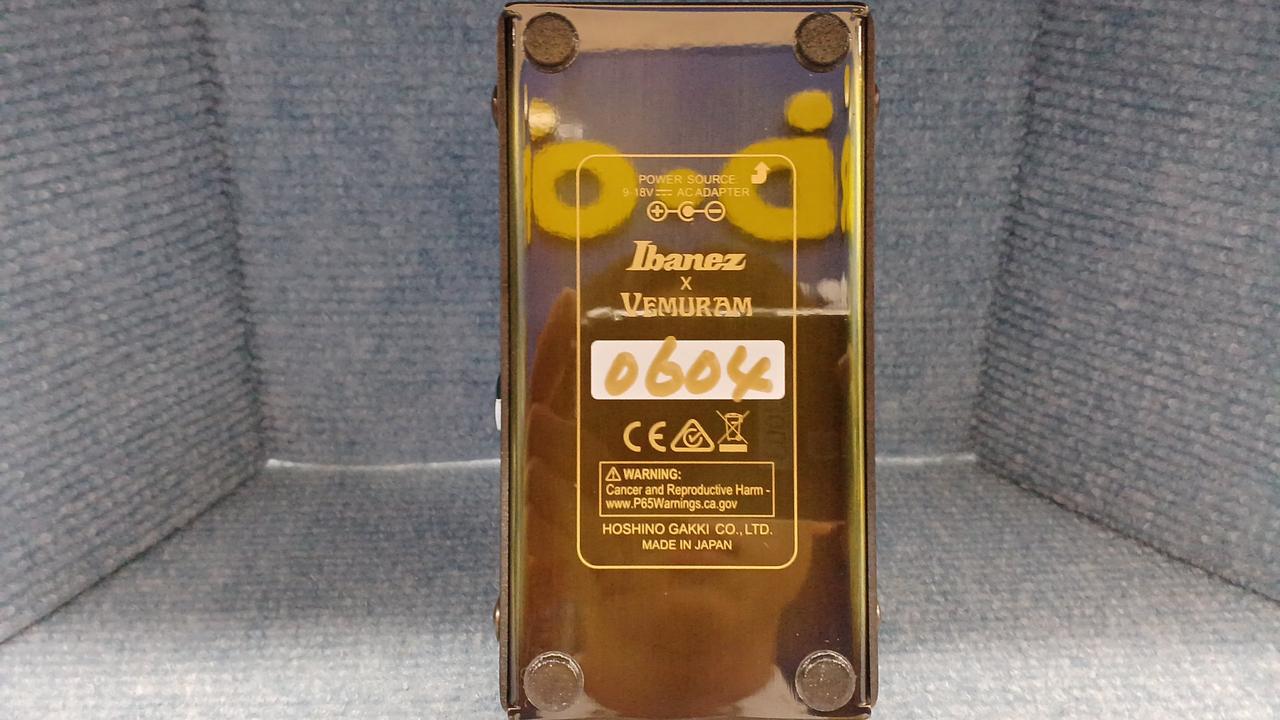 POWER SOURCE
9-18V⎓ AC ADAPTER
Ibanez
X
VEMURAM
0604
CE
WARNING:
Cancer and Reproductive Harm -
www.P65Warnings.ca.gov
HOSHINO GAKKI CO., LTD.
MADE IN JAPAN